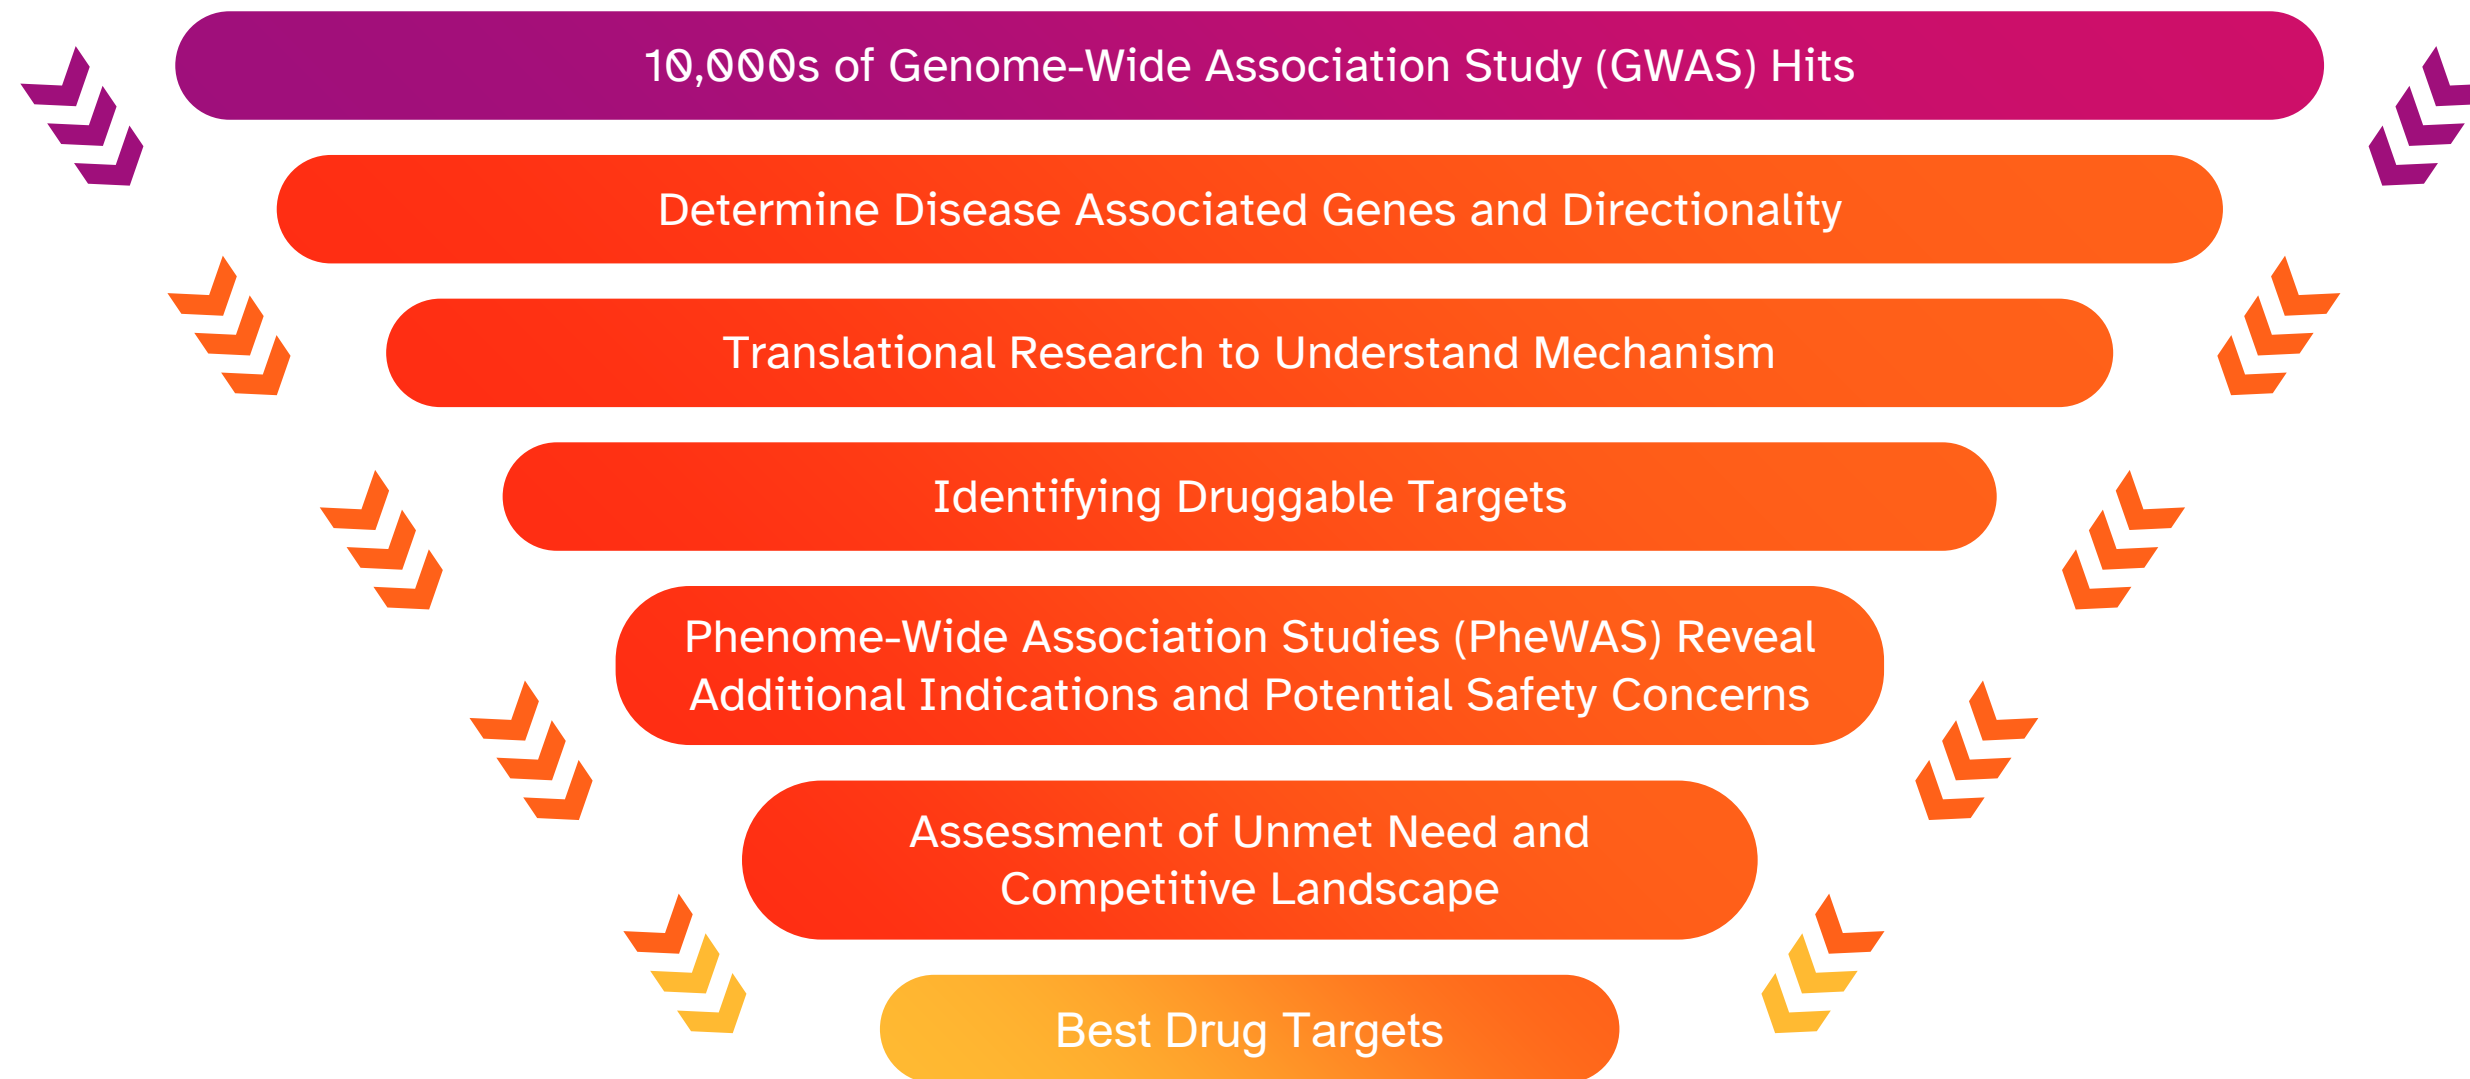 10,000s of Genome-Wide Association Study (GWAS) Hits
Determine Disease Associated Genes and Directionality
Translational Research to Understand Mechanism
Identifying Druggable Targets
Phenome-Wide Association Studies (PheWAS) Reveal
Additional Indications and Potential Safety Concerns
Assessment of Unmet Need and
Competitive Landscape
Best Drug Targets